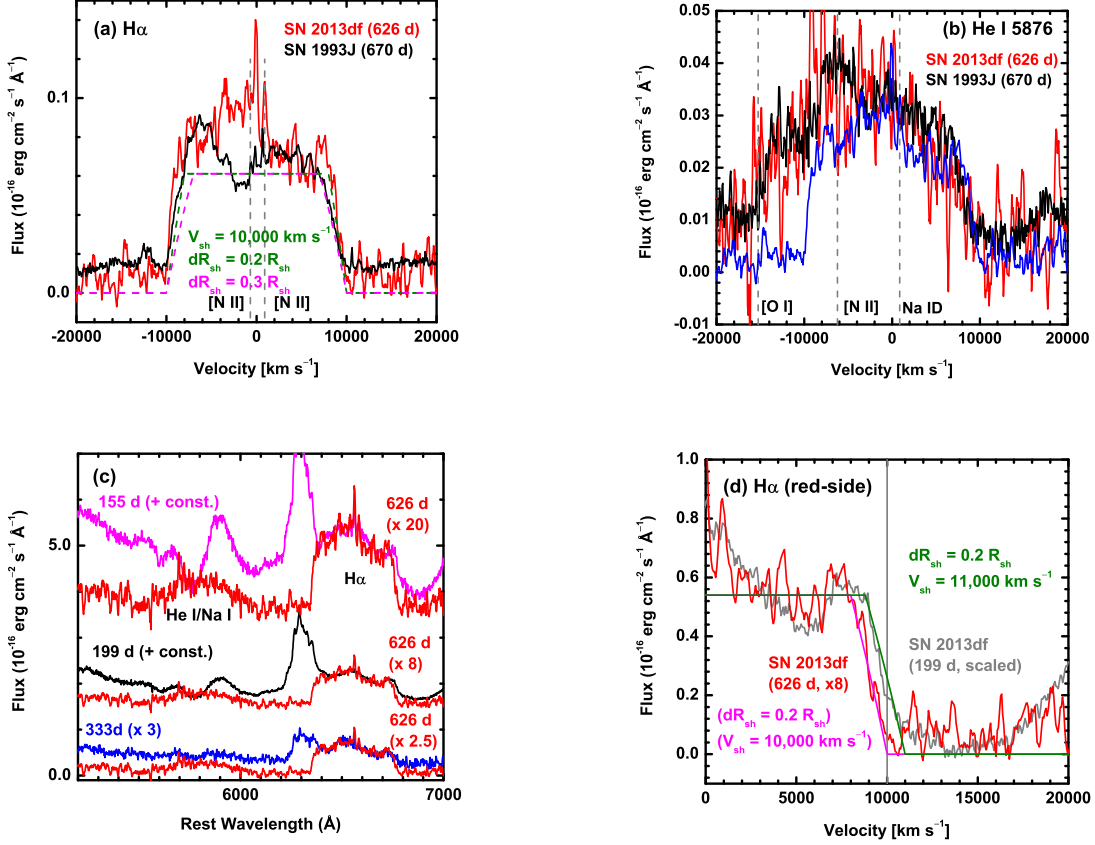 (a) Hα
SN 2013df (626 d)
SN 1993J (670 d)
0.1
0.0
V_sh = 10,000 km s⁻¹
dR_sh = 0.2 R_sh
dR_sh = 0.3 R_sh
[N II] [N II]
-20000 -10000 0 10000 20000
Velocity [km s⁻¹]
Flux (10⁻¹⁶ erg cm⁻² s⁻¹ Å⁻¹)
(b) He I 5876
SN 2013df (626 d)
SN 1993J (670 d)
0.05
0.04
0.03
0.02
0.01
0.00
-0.01
[O I] [N II] Na ID
-20000 -10000 0 10000 20000
Velocity [km s⁻¹]
Flux (10⁻¹⁶ erg cm⁻² s⁻¹ Å⁻¹)
(c)
155 d (+ const.)
626 d
(x 20)
5.0
Hα
He I/Na I
199 d (+ const.)
626 d
(x 8)
333d (x 3)
626 d
(x 2.5)
0.0
6000 7000
Rest Wavelength (Å)
Flux (10⁻¹⁶ erg cm⁻² s⁻¹ Å⁻¹)
(d) Hα (red-side)
1.0
0.8
0.6
0.4
0.2
0.0
dR_sh = 0.2 R_sh
V_sh = 11,000 km s⁻¹
SN 2013df
(199 d, scaled)
SN 2013df
(626 d, x8)
(dR_sh = 0.2 R_sh)
(V_sh = 10,000 km s⁻¹)
0 5000 10000 15000 20000
Velocity [km s⁻¹]
Flux (10⁻¹⁶ erg cm⁻² s⁻¹ Å⁻¹)